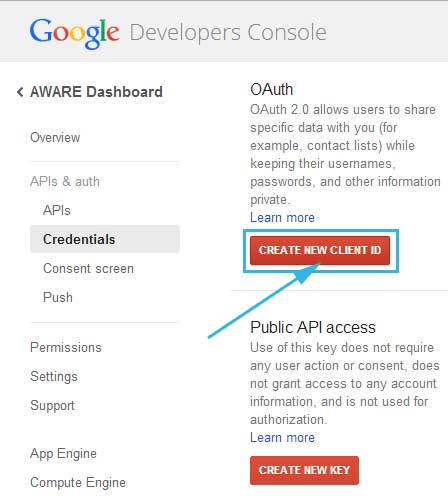 Google Developers Console
AWARE Dashboard
Overview
APIs & auth
APIs
Credentials
Consent screen
Push
Permissions
Settings
Support
App Engine
Compute Engine
OAuth
OAuth 2.0 allows users to share
specific data with you (for
example, contact lists) while
keeping their usernames,
passwords, and other information
private.
Learn more
CREATE NEW CLIENT ID
Public API access
Use of this key does not require
any user action or consent, does
not grant access to any account
information, and is not used for
authorization.
Learn more
CREATE NEW KEY